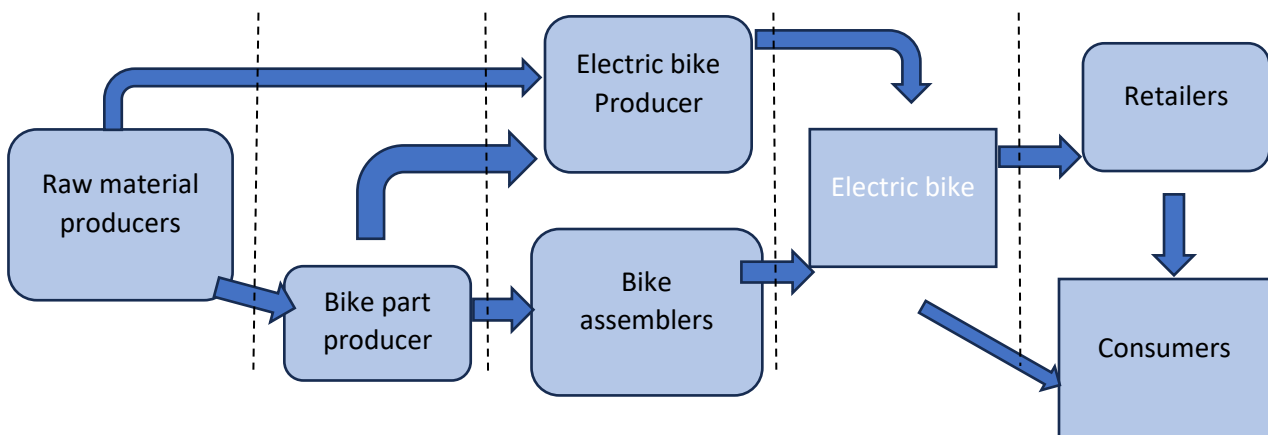 Raw material
producers
Bike part
producer
Electric bike
Producer
Bike
assemblers
Electric bike
Retailers
Consumers